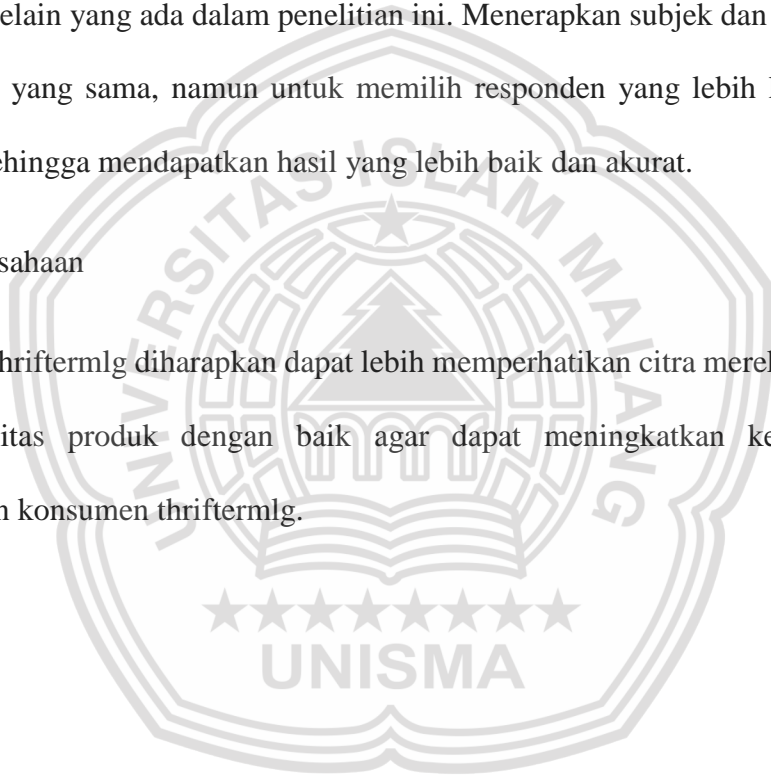 elain yang ada dalam penelitian ini. Menerapkan subjek dan
yang sama, namun untuk memilih responden yang lebih
ehingga mendapatkan hasil yang lebih baik dan akurat.
sahaan
hriftermlg diharapkan dapat lebih memperhatikan citra merek
itas produk dengan baik agar dapat meningkatkan ke
n konsumen thriftermlg.
UNIVERSITAS ISLAM MALANG
UNISMA